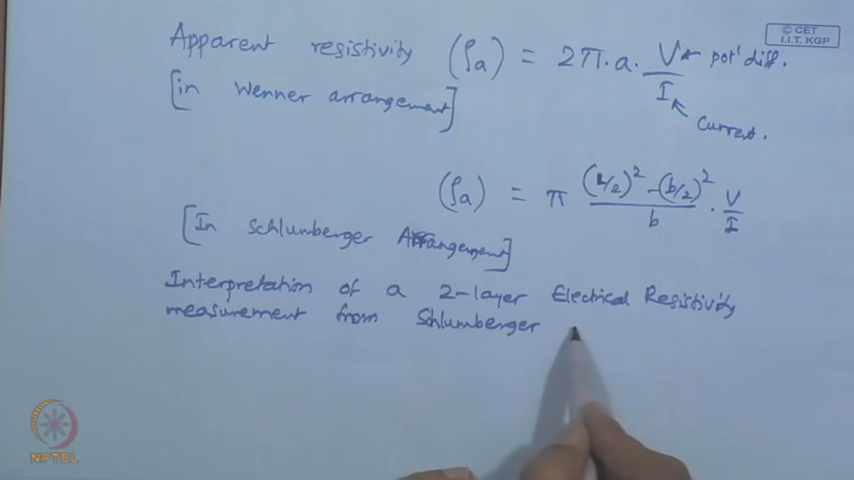 © CET
I.I.T. KGP
Apparent resistivity (ρa) = 2π.a. V/I ← pot' diff.
[in Wenner arrangement]
Current.
(ρa) = π (L/2)² - (b/2)² / b . V/I
[In Schlumberger Arrangement]
Interpretation of a 2-layer Electrical Resistivity
measurement from Schlumberger
NPTEL